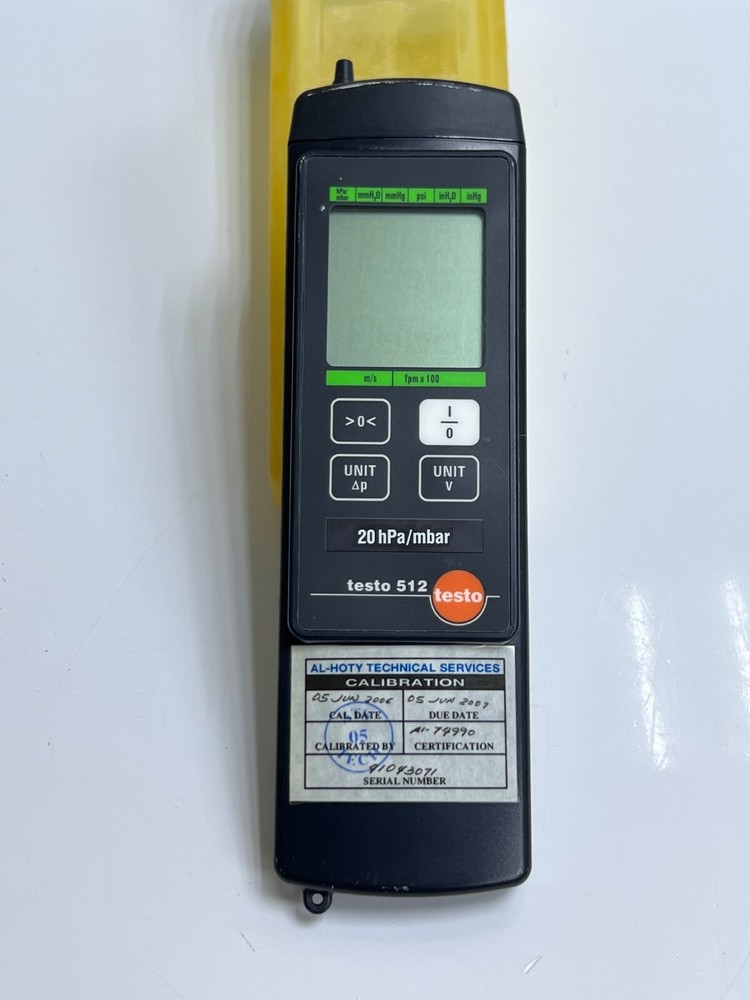 hPa/ mbar mmH₂O mmHg psi inH₂O inHg
m/s fpm x 100
>0< I/0
UNIT Δp UNIT V
20 hPa/mbar
testo 512 testo
AL-HOTY TECHNICAL SERVICES
CALIBRATION
05 JUN 2006 05 JUN 2007
CAL. DATE DUE DATE
05 AI-74990
CALIBRATED BY CERTIFICATION
TECH
41043071
SERIAL NUMBER